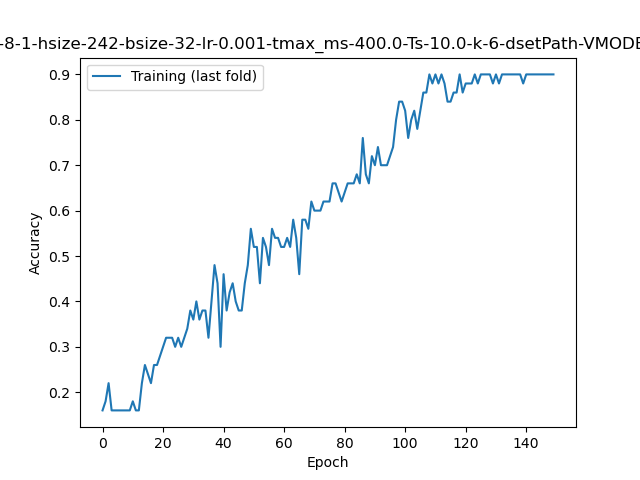 -8-1-hsize-242-bsize-32-lr-0.001-tmax_ms-400.0-Ts-10.0-k-6-dsetPath-VMODE
Training (last fold)
0.9
0.8
0.7
0.6
0.5
0.4
0.3
0.2
Accuracy
0 20 40 60 80 100 120 140
Epoch